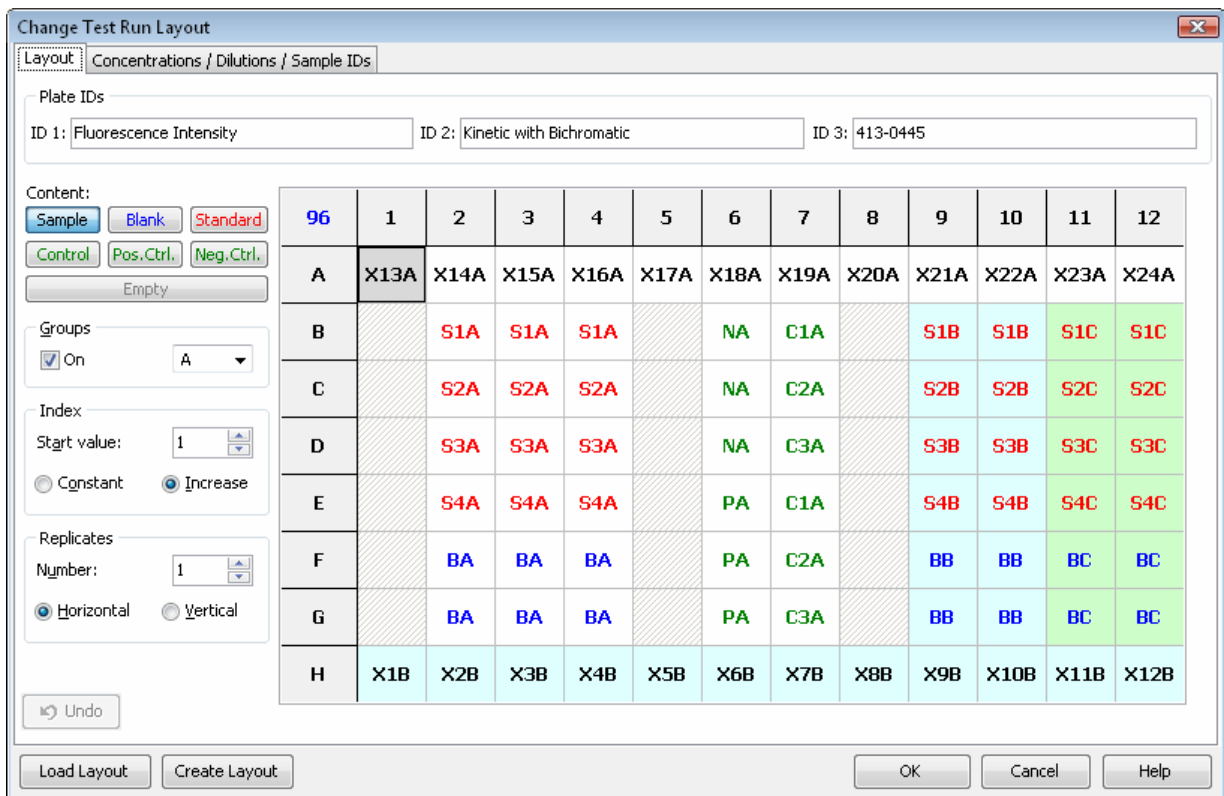 Change Test Run Layout
Layout Concentrations / Dilutions / Sample IDs
Plate IDs
ID 1: Fluorescence Intensity ID 2: Kinetic with Bichromatic ID 3: 413-0445
Content:
Sample Blank Standard
Control Pos.Ctrl. Neg.Ctrl.
Empty
Groups
On A
Index
Start value: 1
Constant Increase
Replicates
Number: 1
Horizontal Vertical
Undo
96 1 2 3 4 5 6 7 8 9 10 11 12
A X13A X14A X15A X16A X17A X18A X19A X20A X21A X22A X23A X24A
B S1A S1A S1A NA C1A S1B S1B S1C S1C
C S2A S2A S2A NA C2A S2B S2B S2C S2C
D S3A S3A S3A NA C3A S3B S3B S3C S3C
E S4A S4A S4A PA C1A S4B S4B S4C S4C
F BA BA BA PA C2A BB BB BC BC
G BA BA BA PA C3A BB BB BC BC
H X1B X2B X3B X4B X5B X6B X7B X8B X9B X10B X11B X12B
Load Layout Create Layout OK Cancel Help